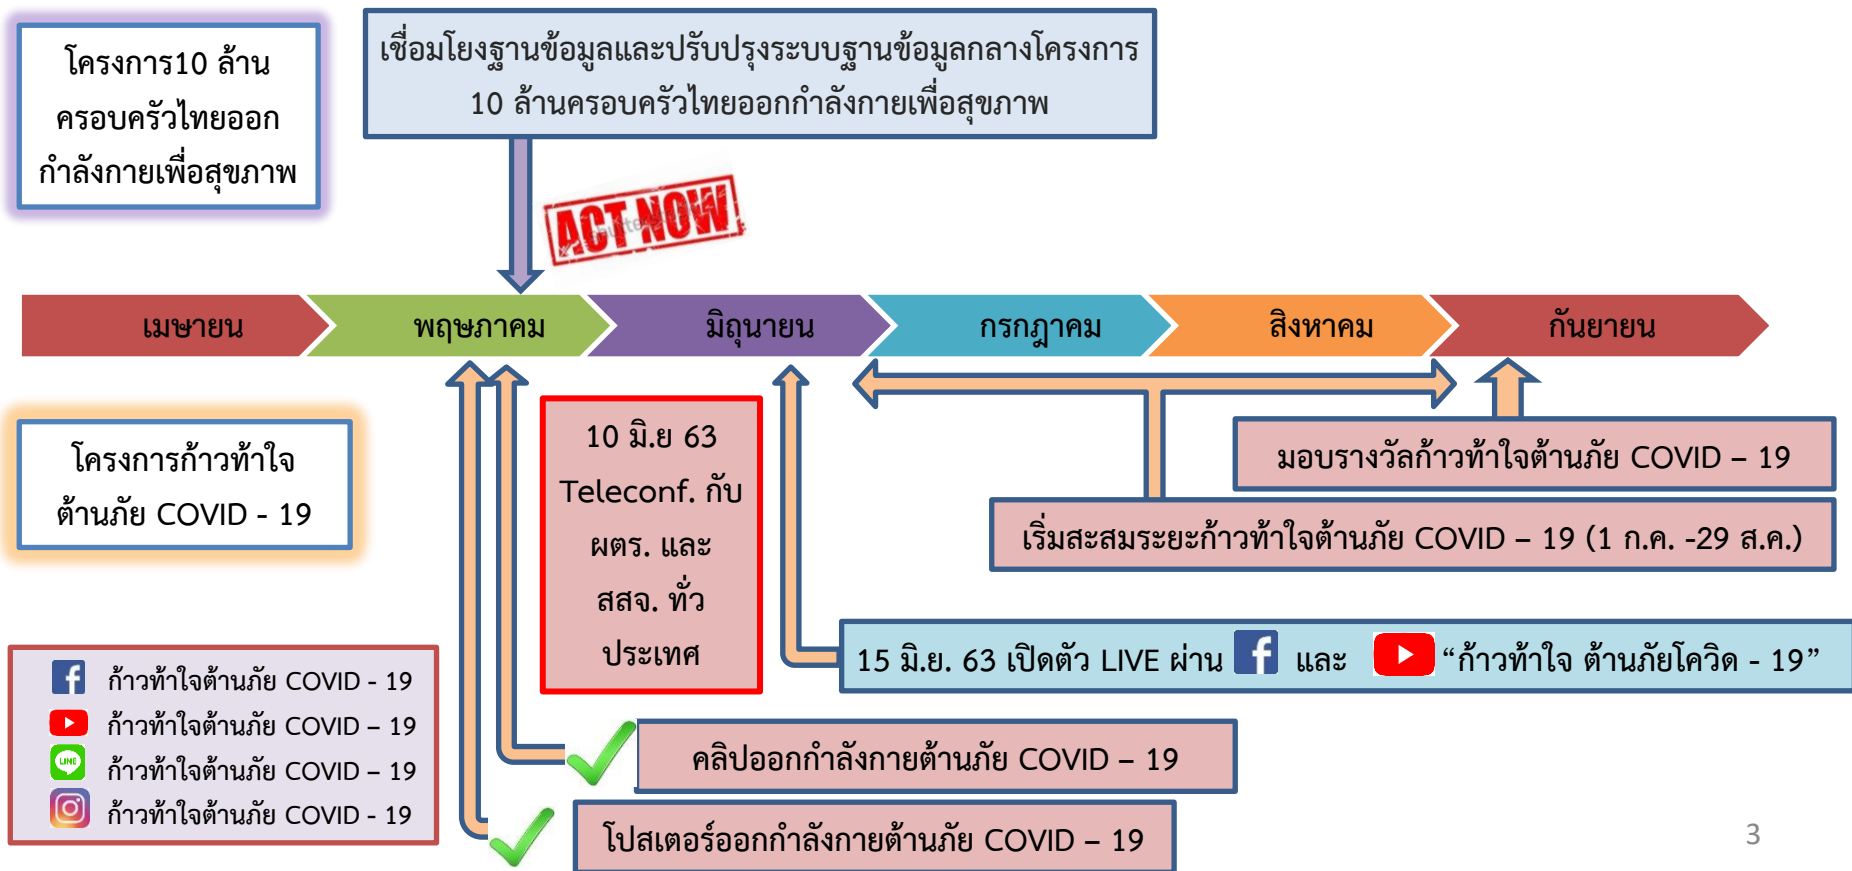 โครงการ10 ล้าน
ครอบครัวไทยออก
กำลังกายเพื่อสุขภาพ
เชื่อมโยงฐานข้อมูลและปรับปรุงระบบฐานข้อมูลกลางโครงการ
10 ล้านครอบครัวไทยออกกำลังกายเพื่อสุขภาพ
ACT NOW
เมษายน
พฤษภาคม
มิถุนายน
กรกฎาคม
สิงหาคม
กันยายน
โครงการก้าวท้าใจ
ต้านภัย COVID - 19
10 มิ.ย 63
Teleconf. กับ
ผตร. และ
สสจ. ทั่ว
ประเทศ
มอบรางวัลก้าวท้าใจต้านภัย COVID – 19
เริ่มสะสมระยะก้าวท้าใจต้านภัย COVID – 19 (1 ก.ค. -29 ส.ค.)
15 มิ.ย. 63 เปิดตัว LIVE ผ่าน f และ “ก้าวท้าใจ ต้านภัยโควิด - 19”
f ก้าวท้าใจต้านภัย COVID - 19
ก้าวท้าใจต้านภัย COVID – 19
LINE ก้าวท้าใจต้านภัย COVID – 19
ก้าวท้าใจต้านภัย COVID - 19
คลิปออกกำลังกายต้านภัย COVID – 19
โปสเตอร์ออกกำลังกายต้านภัย COVID – 19
3